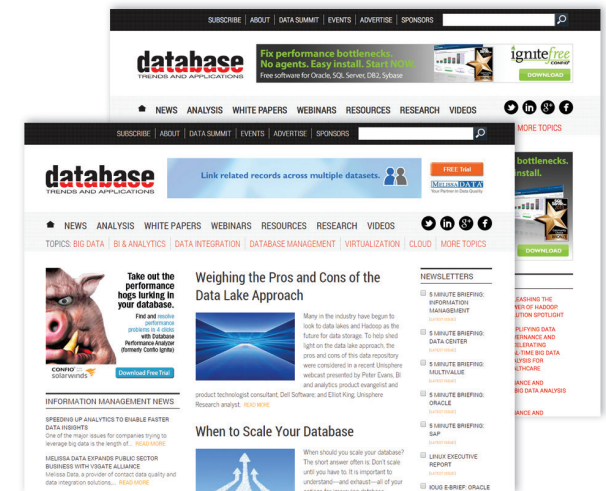 SUBSCRIBE ABOUT DATA SUMMIT EVENTS ADVERTISE SPONSORS
database
TRENDS AND APPLICATIONS
Fix performance bottlenecks.
No agents. Easy install. Start NOW.
Free software for Oracle, SQL Server, DB2, Sybase
ignitefree
CONFIO
DOWNLOAD
NEWS ANALYSIS WHITE PAPERS WEBINARS RESOURCES RESEARCH VIDEOS
MORE TOPICS
bottlenecks.
install.
DOWNLOAD
SUBSCRIBE ABOUT DATA SUMMIT EVENTS ADVERTISE SPONSORS
database
TRENDS AND APPLICATIONS
Link related records across multiple datasets.
FREE Trial
MELISSA DATA
Your Partner in Data Quality
NEWS ANALYSIS WHITE PAPERS WEBINARS RESOURCES RESEARCH VIDEOS
TOPICS: BIG DATA BI & ANALYTICS DATA INTEGRATION DATABASE MANAGEMENT VIRTUALIZATION CLOUD MORE TOPICS
Take out the
performance
hogs lurking in
your database.
Find and resolve
performance
problems in 4 clicks
with Database
Performance Analyzer
(formerly Confio Ignite)
CONFIO
solarwinds
Download Free Trial
INFORMATION MANAGEMENT NEWS
SPEEDING UP ANALYTICS TO ENABLE FASTER
DATA INSIGHTS
One of the major issues for companies trying to
leverage big data is the length of... READ MORE
MELISSA DATA EXPANDS PUBLIC SECTOR
BUSINESS WITH V3GATE ALLIANCE
Melissa Data, a provider of contact data quality and
data integration solutions,... READ MORE
Weighing the Pros and Cons of the
Data Lake Approach
Many in the industry have begun to
look to data lakes and Hadoop as the
future for data storage. To help shed
light on the data lake approach, the
pros and cons of this data repository
were considered in a recent Unisphere
webcast presented by Peter Evans, BI
and analytics product evangelist and
product technologist consultant, Dell Software; and Elliot King, Unisphere
Research analyst. READ MORE
When to Scale Your Database
When should you scale your database?
The short answer often is: Don't scale
until you have to. It is important to
understand—and exhaust—all of your
NEWSLETTERS
5 MINUTE BRIEFING:
INFORMATION
MANAGEMENT
5 MINUTE BRIEFING:
DATA CENTER
5 MINUTE BRIEFING:
MULTIVALUE
5 MINUTE BRIEFING:
ORACLE
5 MINUTE BRIEFING:
SAP
LINUX EXECUTIVE
REPORT
IOUG E-BRIEF: ORACLE